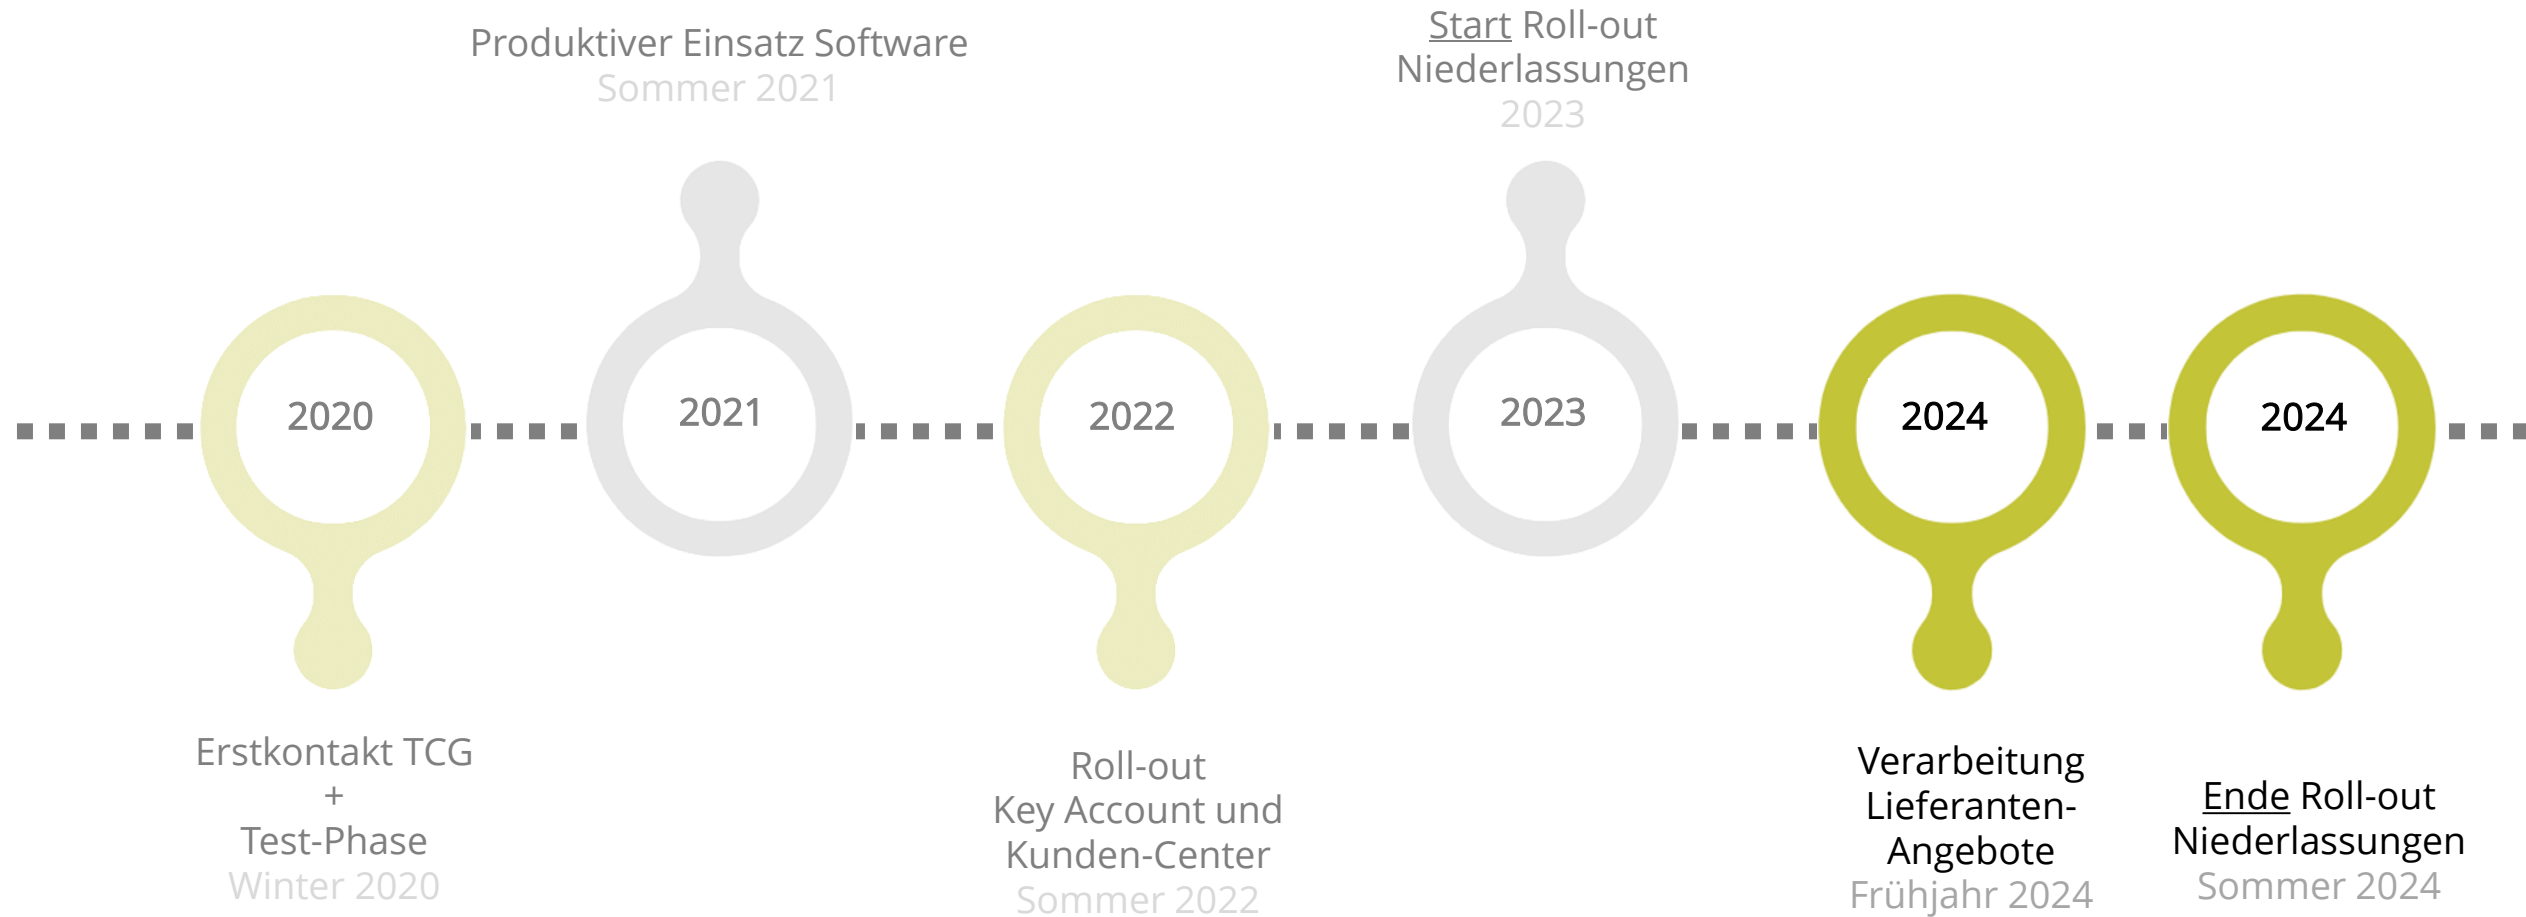 Produktiver Einsatz Software
Sommer 2021
Start Roll-out
Niederlassungen
2023
2020
2021
2022
2023
2024
2024
Erstkontakt TCG
+
Test-Phase
Winter 2020
Roll-out
Key Account und
Kunden-Center
Sommer 2022
Verarbeitung
Lieferanten-
Angebote
Frühjahr 2024
Ende Roll-out
Niederlassungen
Sommer 2024